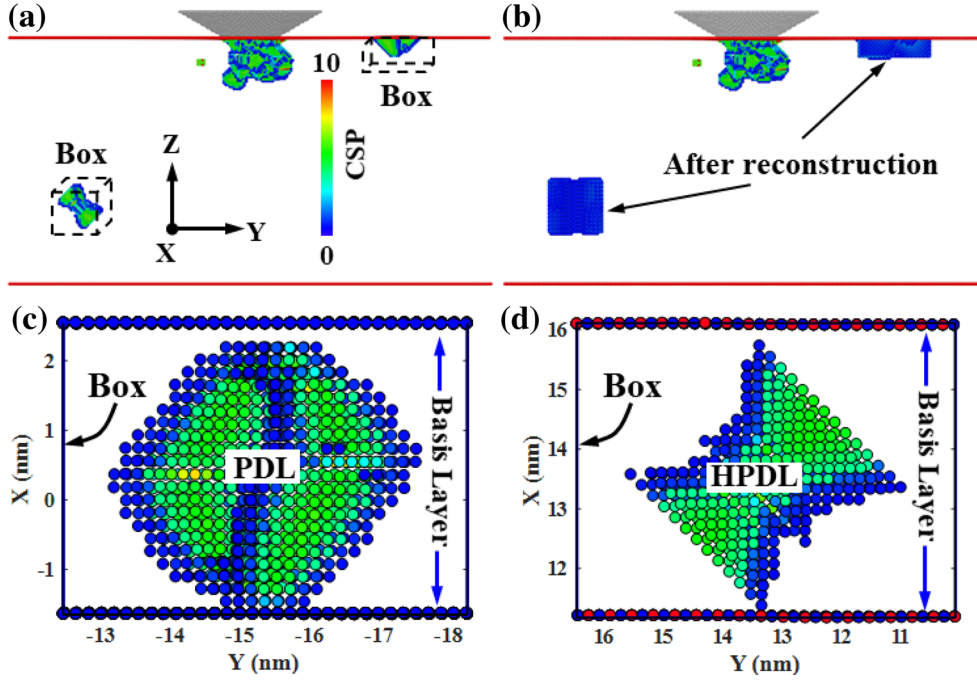 (a)
10
Box
CSP
Box
Z
Y
X
0
(b)
After reconstruction
(c)
2
1
0
-1
X (nm)
Box
PDL
Basis Layer
-13 -14 -15 -16 -17 -18
Y (nm)
(d)
16
15
14
13
12
X (nm)
Box
HPDL
Basis Layer
16 15 14 13 12 11
Y (nm)